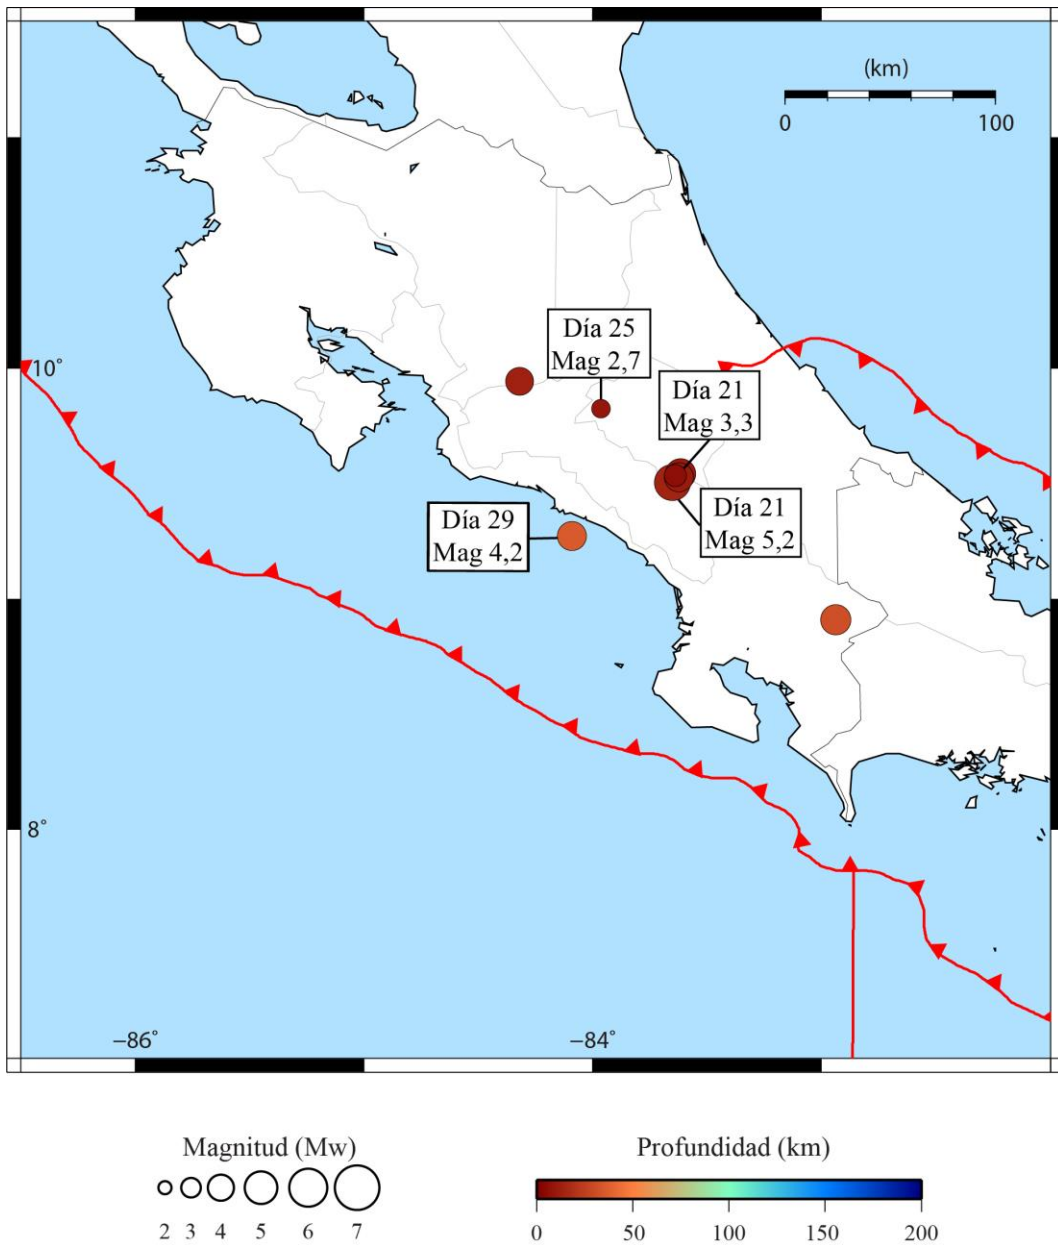 (km)
0 100
Día 25
Mag 2,7
10°
Día 21
Mag 3,3
Día 29
Mag 4,2
Día 21
Mag 5,2
8°
−86° −84°
Magnitud (Mw)
2 3 4 5 6 7
Profundidad (km)
0 50 100 150 200